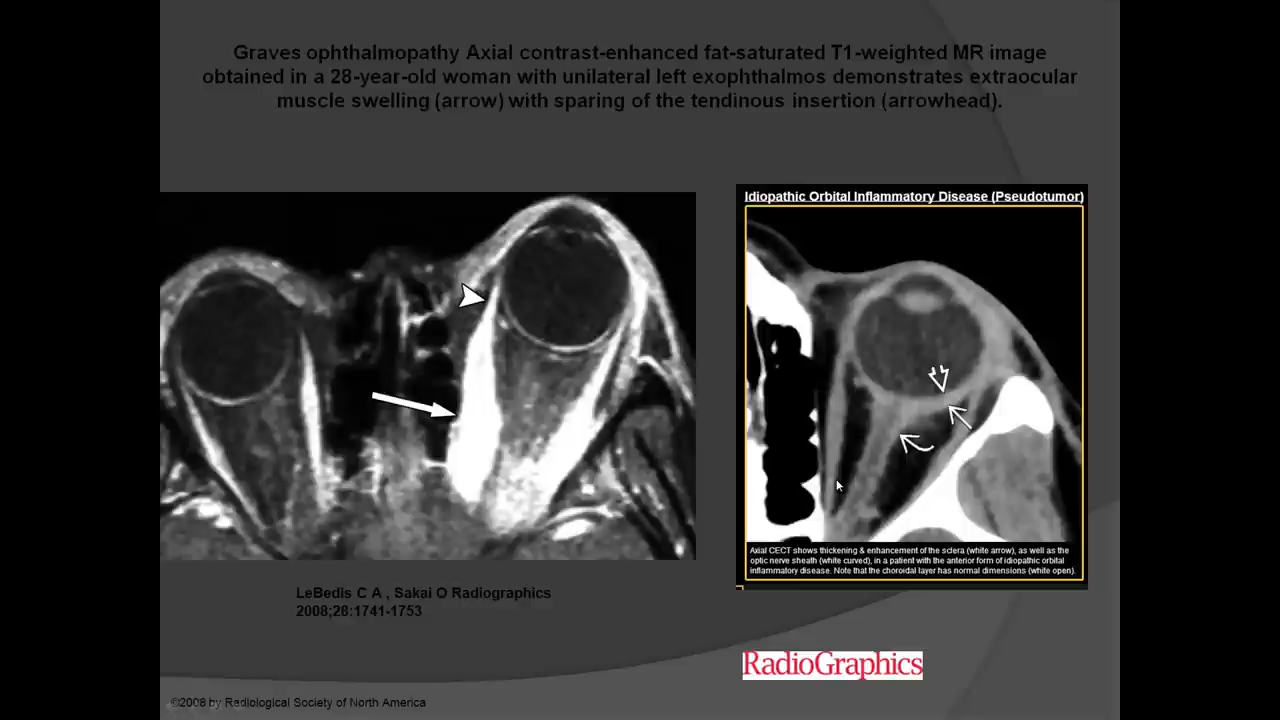 Graves ophthalmopathy Axial contrast-enhanced fat-saturated T1-weighted MR image
obtained in a 28-year-old woman with unilateral left exophthalmos demonstrates extraocular
muscle swelling (arrow) with sparing of the tendinous insertion (arrowhead).
Idiopathic Orbital Inflammatory Disease (Pseudotumor)
Axial CECT shows thickening & enhancement of the sclera (white arrow), as well as the
optic nerve sheath (white curved), in a patient with the anterior form of idiopathic orbital
inflammatory disease. Note that the choroidal layer has normal dimensions (white open).
LeBedis C A , Sakai O Radiographics
2008;28:1741-1753
RadioGraphics
©2008 by Radiological Society of North America